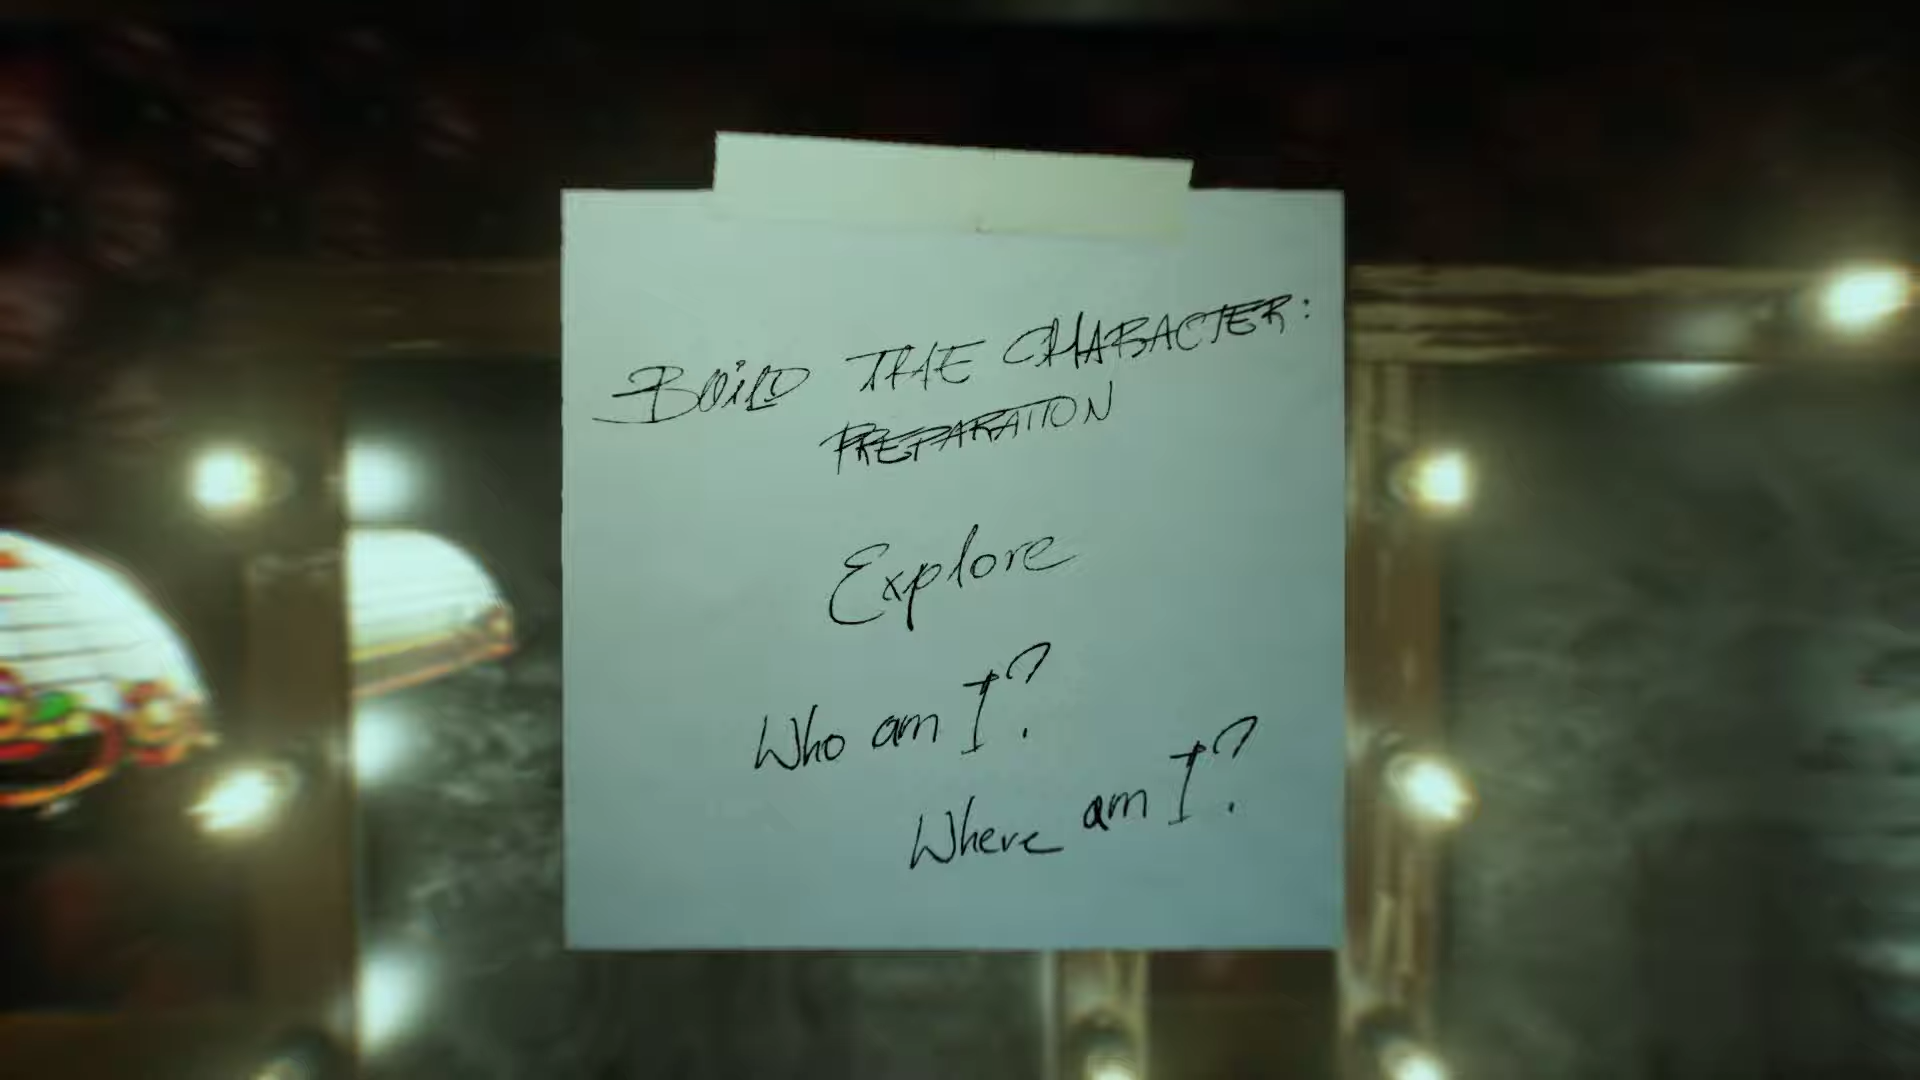 BUILD THE CHARACTER:
PREPARATION
Explore
Who am I?
Where am I?